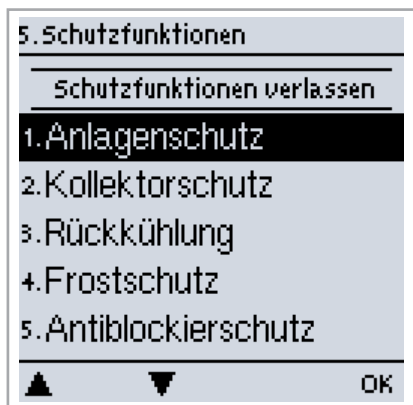 5.Schutzfunktionen
Schutzfunktionen verlassen
1.Anlagenschutz
2.Kollektorschutz
3.Rückkühlung
4.Frostschutz
5.Antiblockierschutz
OK